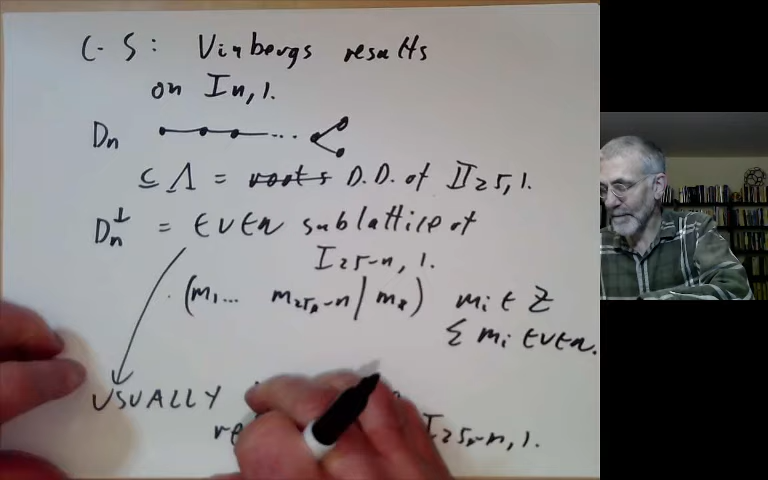 C-S: Vinbergs results
on In,1.
Dn ...
⊆ Λ = roots D.D. of II25,1.
Dn⊥ = EVEN sublattice of
I25-n,1.
(m1... m25-n | m*) mi ∈ Z
Σ mi EVEN.
USUALLY
I25-n,1.